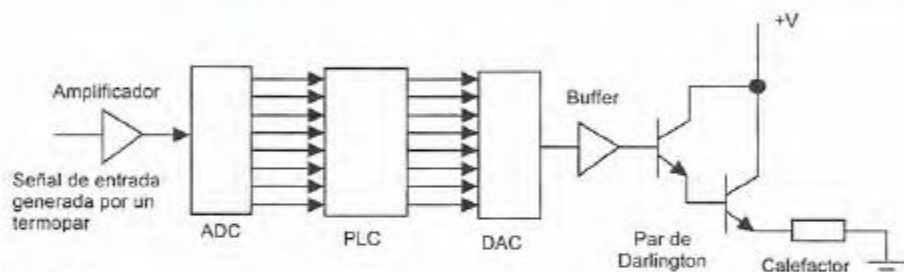 +V
Amplificador
Buffer
Señal de entrada
generada por un
termopar
ADC
PLC
DAC
Par de
Darlington
Calefactor